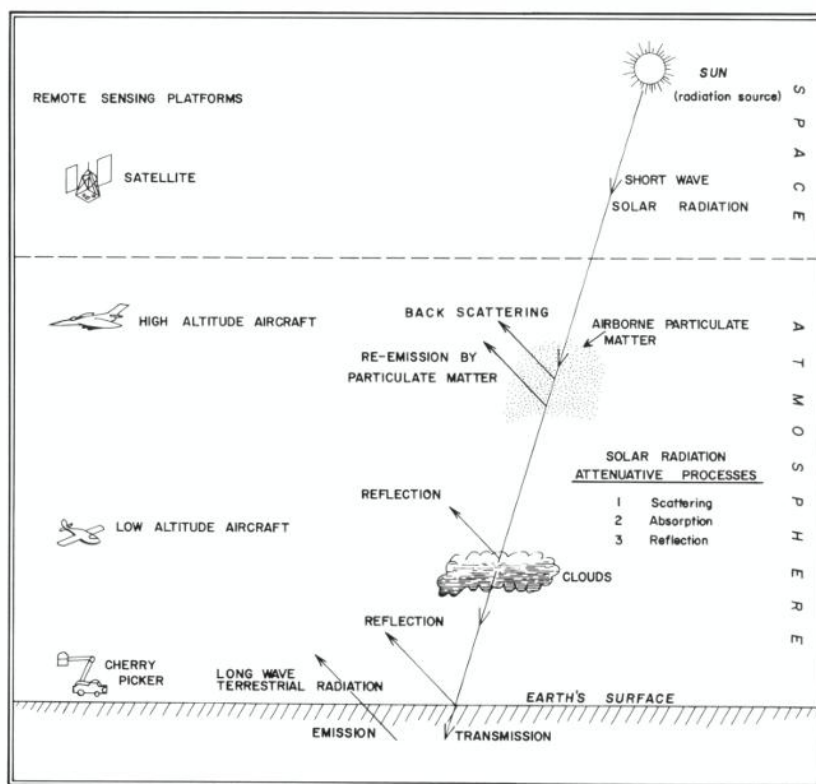 SUN
(radiation source)
REMOTE SENSING PLATFORMS
SPACE
SATELLITE
SHORT WAVE
SOLAR RADIATION
HIGH ALTITUDE AIRCRAFT
BACK SCATTERING
AIRBORNE PARTICULATE
MATTER
RE-EMISSION BY
PARTICULATE MATTER
ATMOSPHERE
SOLAR RADIATION
ATTENUATIVE PROCESSES
1 Scattering
2 Absorption
3 Reflection
REFLECTION
LOW ALTITUDE AIRCRAFT
CLOUDS
REFLECTION
CHERRY
PICKER
LONG WAVE
TERRESTRIAL RADIATION
EARTH'S SURFACE
EMISSION
TRANSMISSION